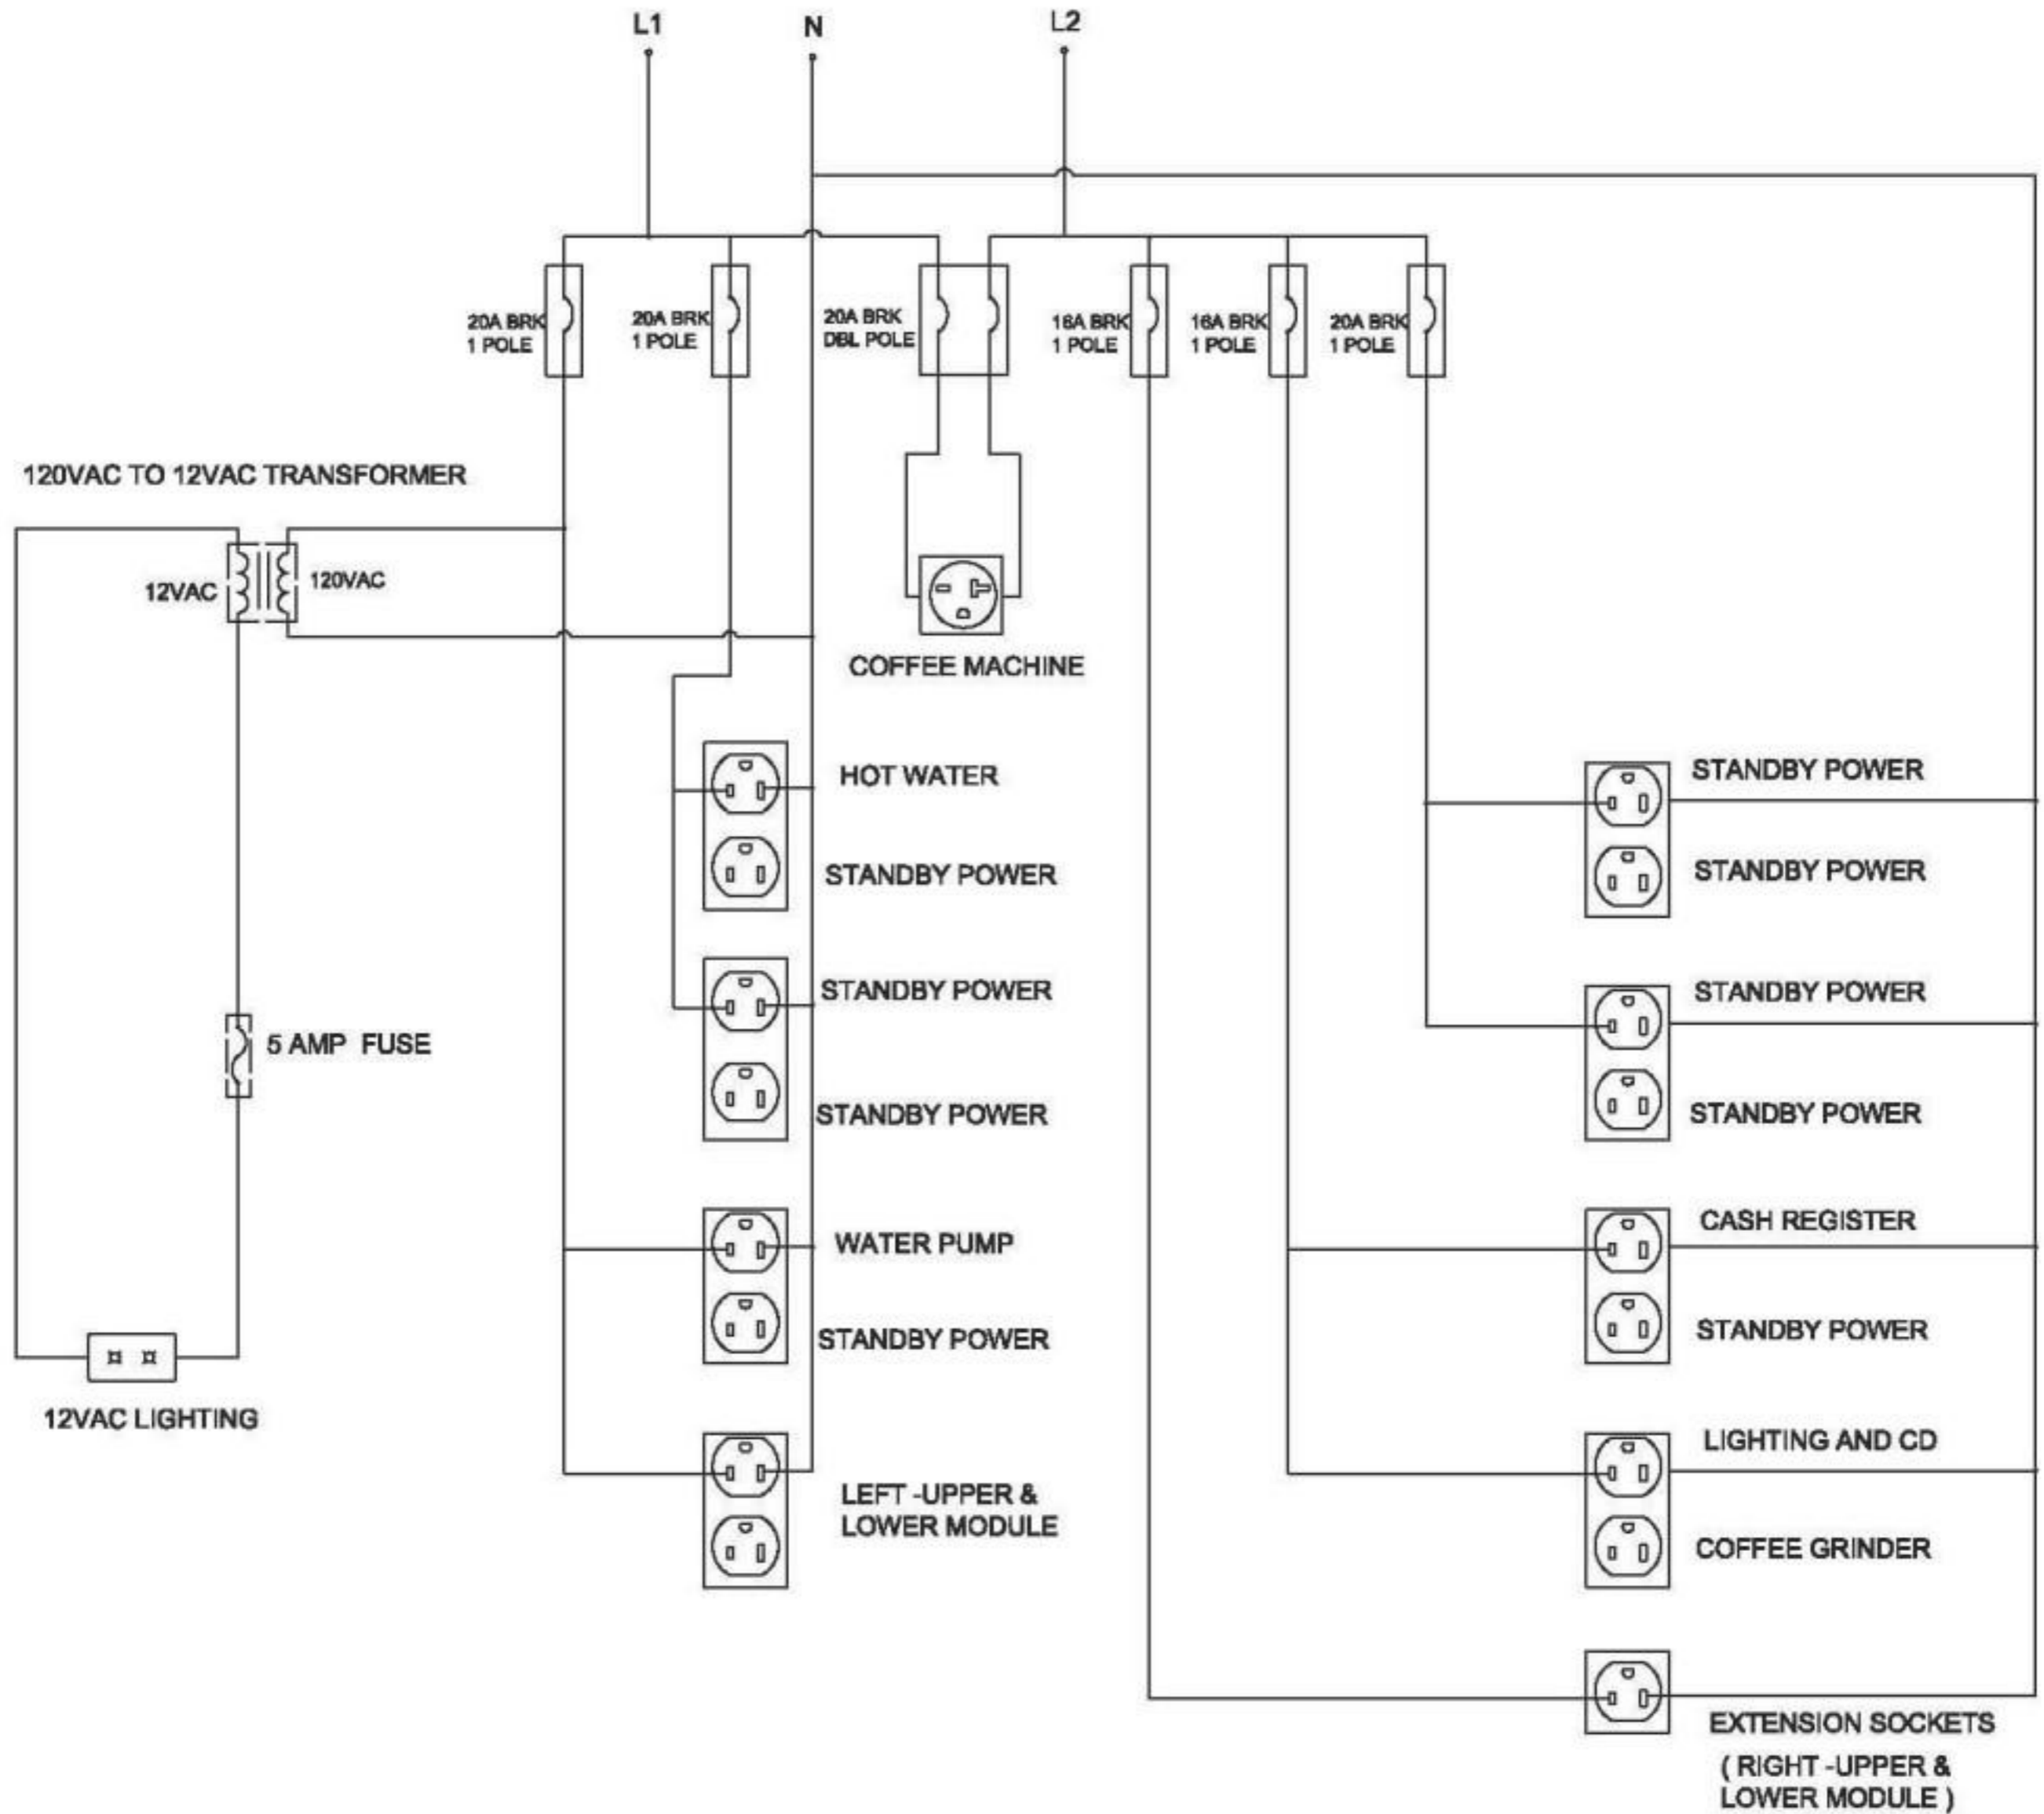 L1
N
L2
20A BRK
1 POLE
20A BRK
1 POLE
20A BRK
DBL POLE
16A BRK
1 POLE
16A BRK
1 POLE
20A BRK
1 POLE
120VAC TO 12VAC TRANSFORMER
12VAC
120VAC
COFFEE MACHINE
HOT WATER
STANDBY POWER
STANDBY POWER
STANDBY POWER
WATER PUMP
STANDBY POWER
LEFT -UPPER &
LOWER MODULE
5 AMP FUSE
12VAC LIGHTING
STANDBY POWER
STANDBY POWER
STANDBY POWER
STANDBY POWER
CASH REGISTER
STANDBY POWER
LIGHTING AND CD
COFFEE GRINDER
EXTENSION SOCKETS
( RIGHT -UPPER &
LOWER MODULE )